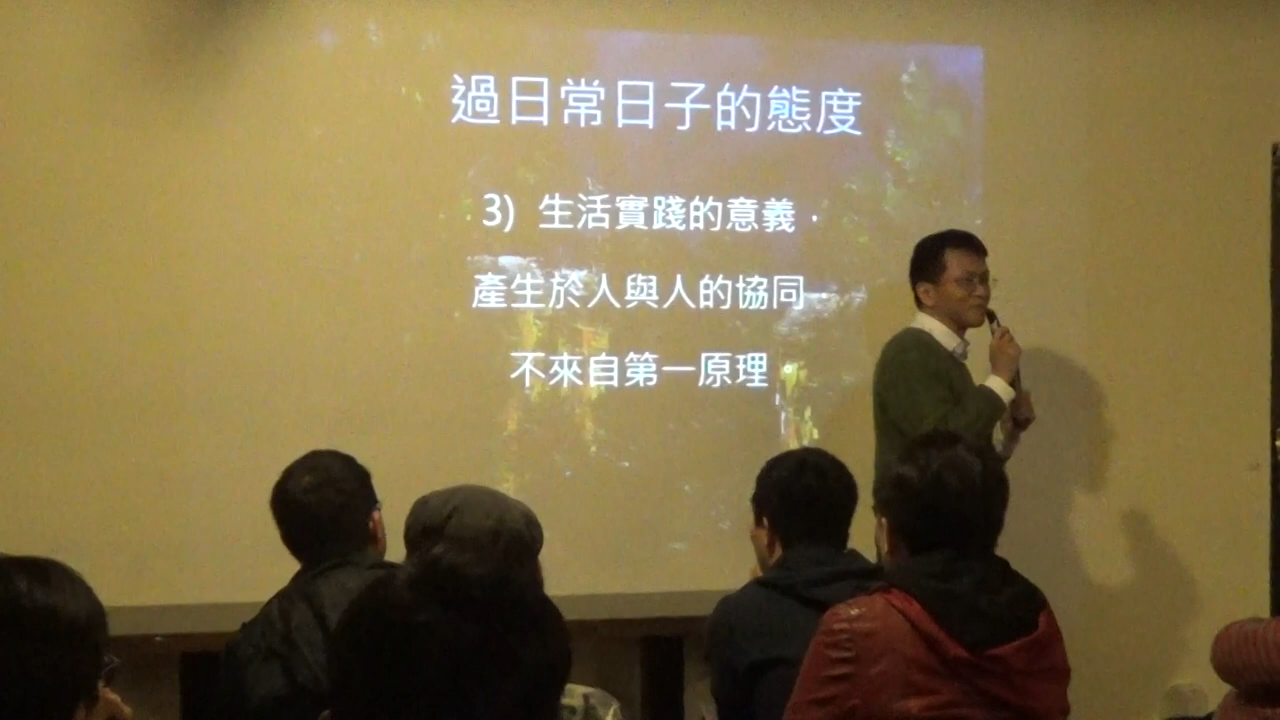 過日常日子的態度
3) 生活實踐的意義，
產生於人與人的協同，
不來自第一原理。